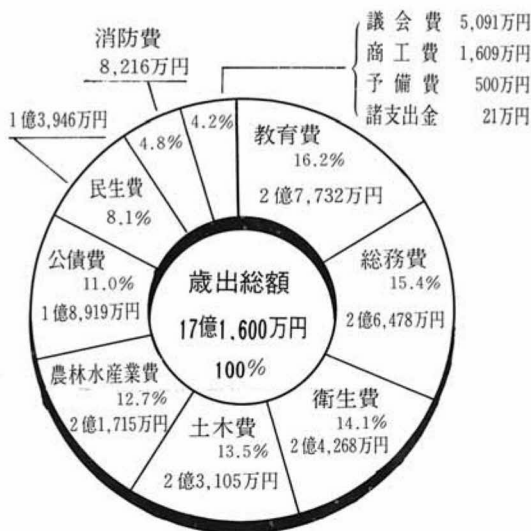 議会費 5,091万円
商工費 1,609万円
予備費 500万円
諸支出金 21万円
4.2%
教育費
16.2%
2億7,732万円
総務費
15.4%
2億6,478万円
衛生費
14.1%
2億4,268万円
土木費
13.5%
2億3,105万円
農林水産業費
12.7%
2億1,715万円
公債費
11.0%
1億8,919万円
民生費
8.1%
1億3,946万円
消防費
8,216万円
4.8%
歳出総額
17億1,600万円
100%